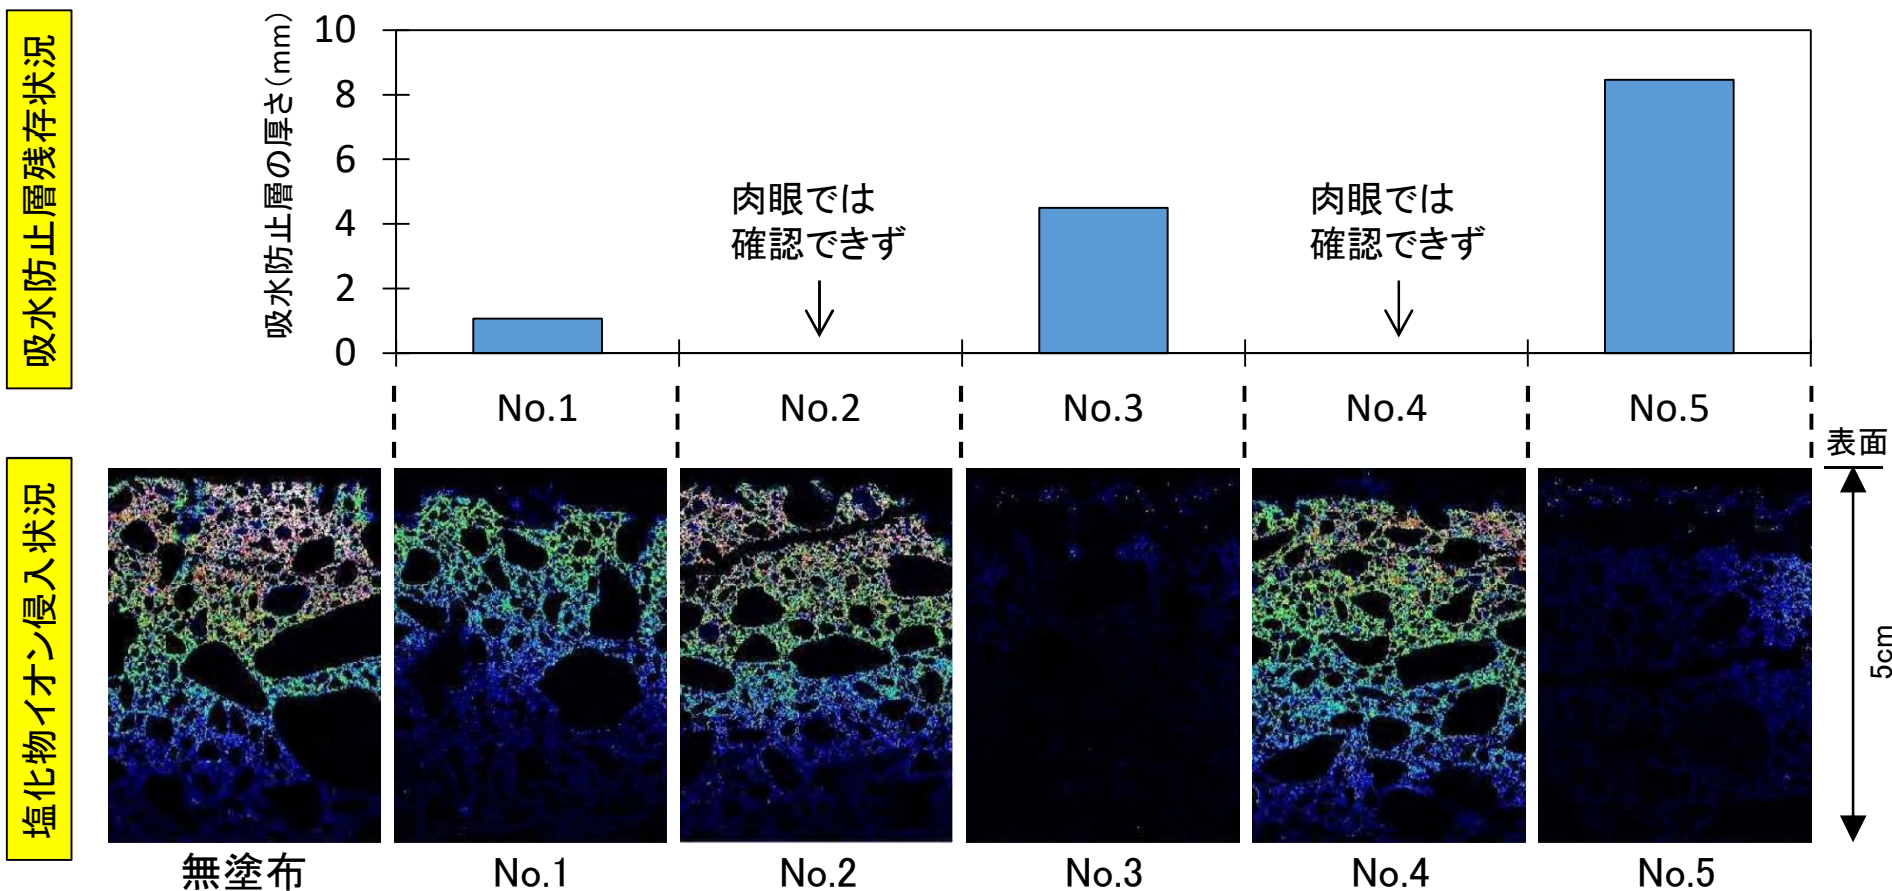 吸水防止層残存状況
吸水防止層の厚さ(mm)
10
8
6
4
2
0
肉眼では
確認できず
肉眼では
確認できず
No.1
No.2
No.3
No.4
No.5
表面
塩化物イオン侵入状況
5cm
無塗布
No.1
No.2
No.3
No.4
No.5